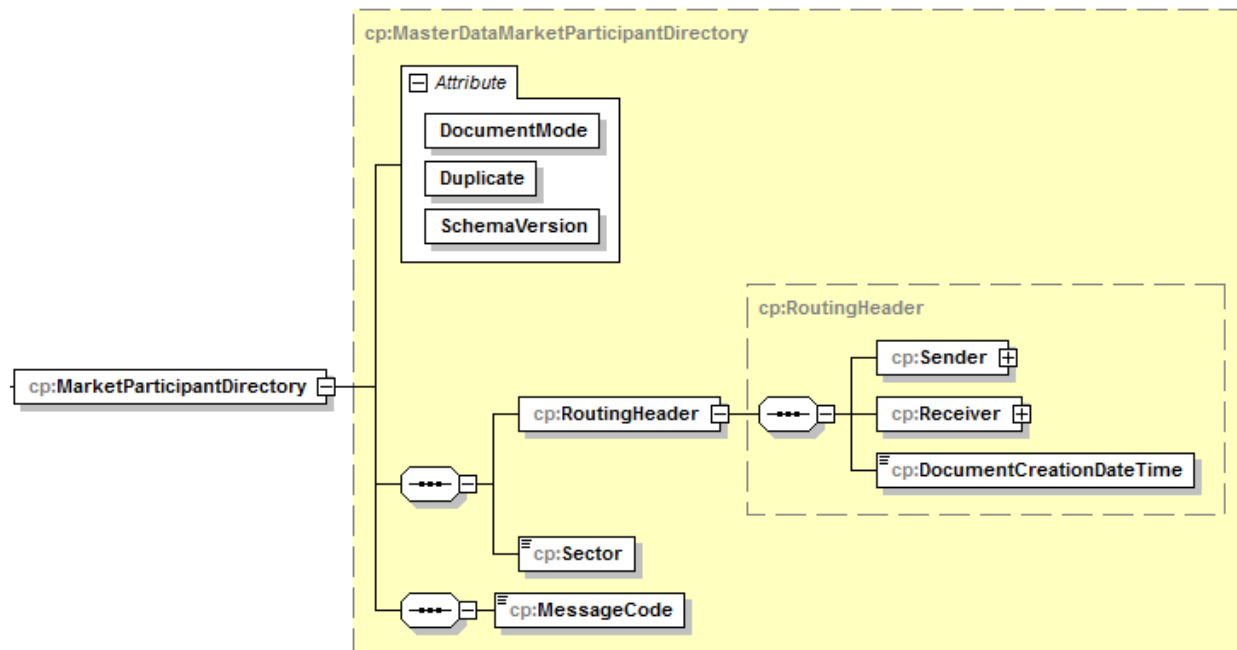 cp:MasterDataMarketParticipantDirectory
Attribute
DocumentMode
Duplicate
SchemaVersion
cp:RoutingHeader
cp:Sender
cp:MarketParticipantDirectory
cp:RoutingHeader
cp:Receiver
cp:DocumentCreationDateTime
cp:Sector
cp:MessageCode